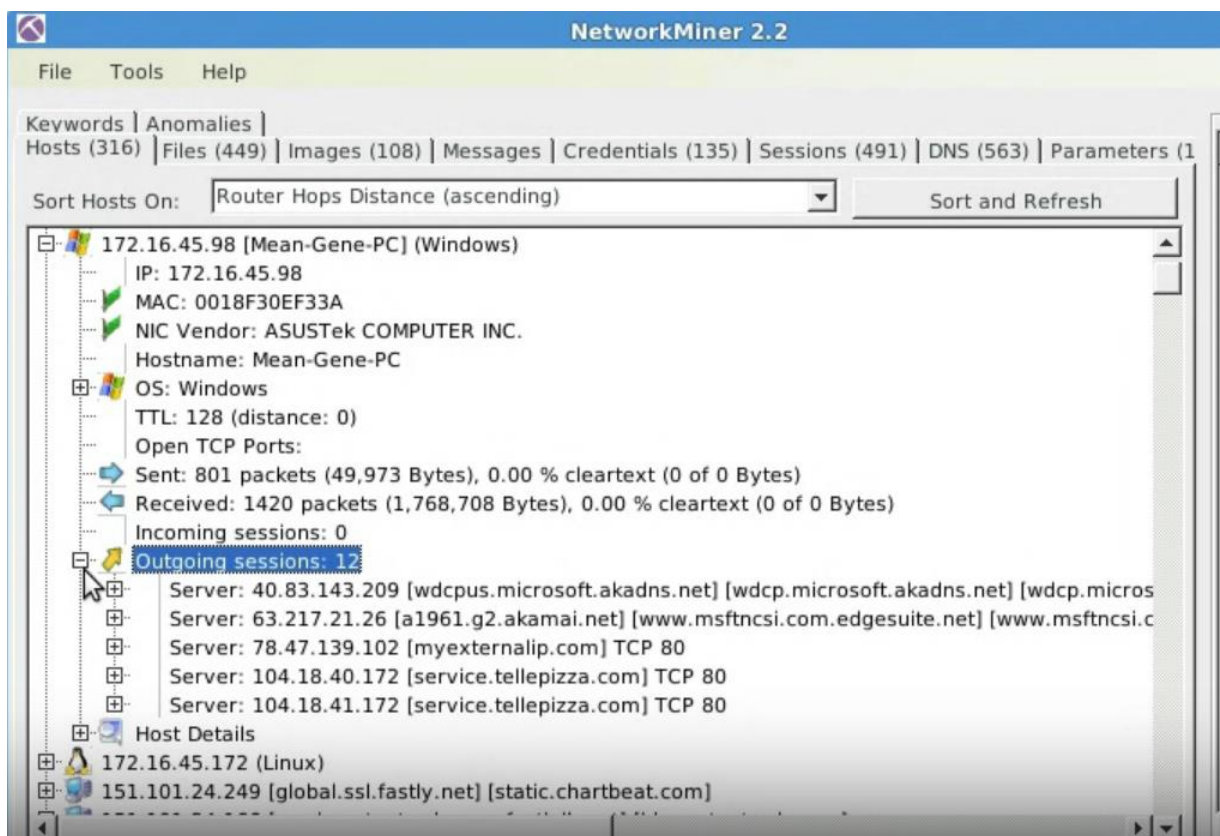 NetworkMiner 2.2
File Tools Help
Keywords Anomalies
Hosts (316) Files (449) Images (108) Messages Credentials (135) Sessions (491) DNS (563) Parameters (1
Sort Hosts On: Router Hops Distance (ascending) Sort and Refresh
172.16.45.98 [Mean-Gene-PC] (Windows)
IP: 172.16.45.98
MAC: 0018F30EF33A
NIC Vendor: ASUSTek COMPUTER INC.
Hostname: Mean-Gene-PC
OS: Windows
TTL: 128 (distance: 0)
Open TCP Ports:
Sent: 801 packets (49,973 Bytes), 0.00 % cleartext (0 of 0 Bytes)
Received: 1420 packets (1,768,708 Bytes), 0.00 % cleartext (0 of 0 Bytes)
Incoming sessions: 0
Outgoing sessions: 12
Server: 40.83.143.209 [wdcpus.microsoft.akadns.net] [wdcp.microsoft.akadns.net] [wdcp.micros
Server: 63.217.21.26 [a1961.g2.akamai.net] [www.msftncsi.com.edgesuite.net] [www.msftncsi.c
Server: 78.47.139.102 [myexternalip.com] TCP 80
Server: 104.18.40.172 [service.tellepizza.com] TCP 80
Server: 104.18.41.172 [service.tellepizza.com] TCP 80
Host Details
172.16.45.172 (Linux)
151.101.24.249 [global.ssl.fastly.net] [static.chartbeat.com]